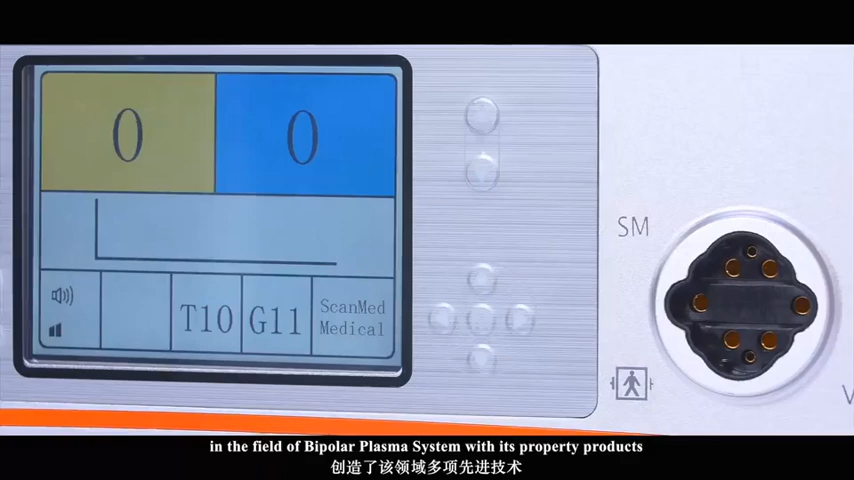 0
0
T10
G11
ScanMed
Medical
SM
in the field of Bipolar Plasma System with its property products
创造了该领域多项先进技术